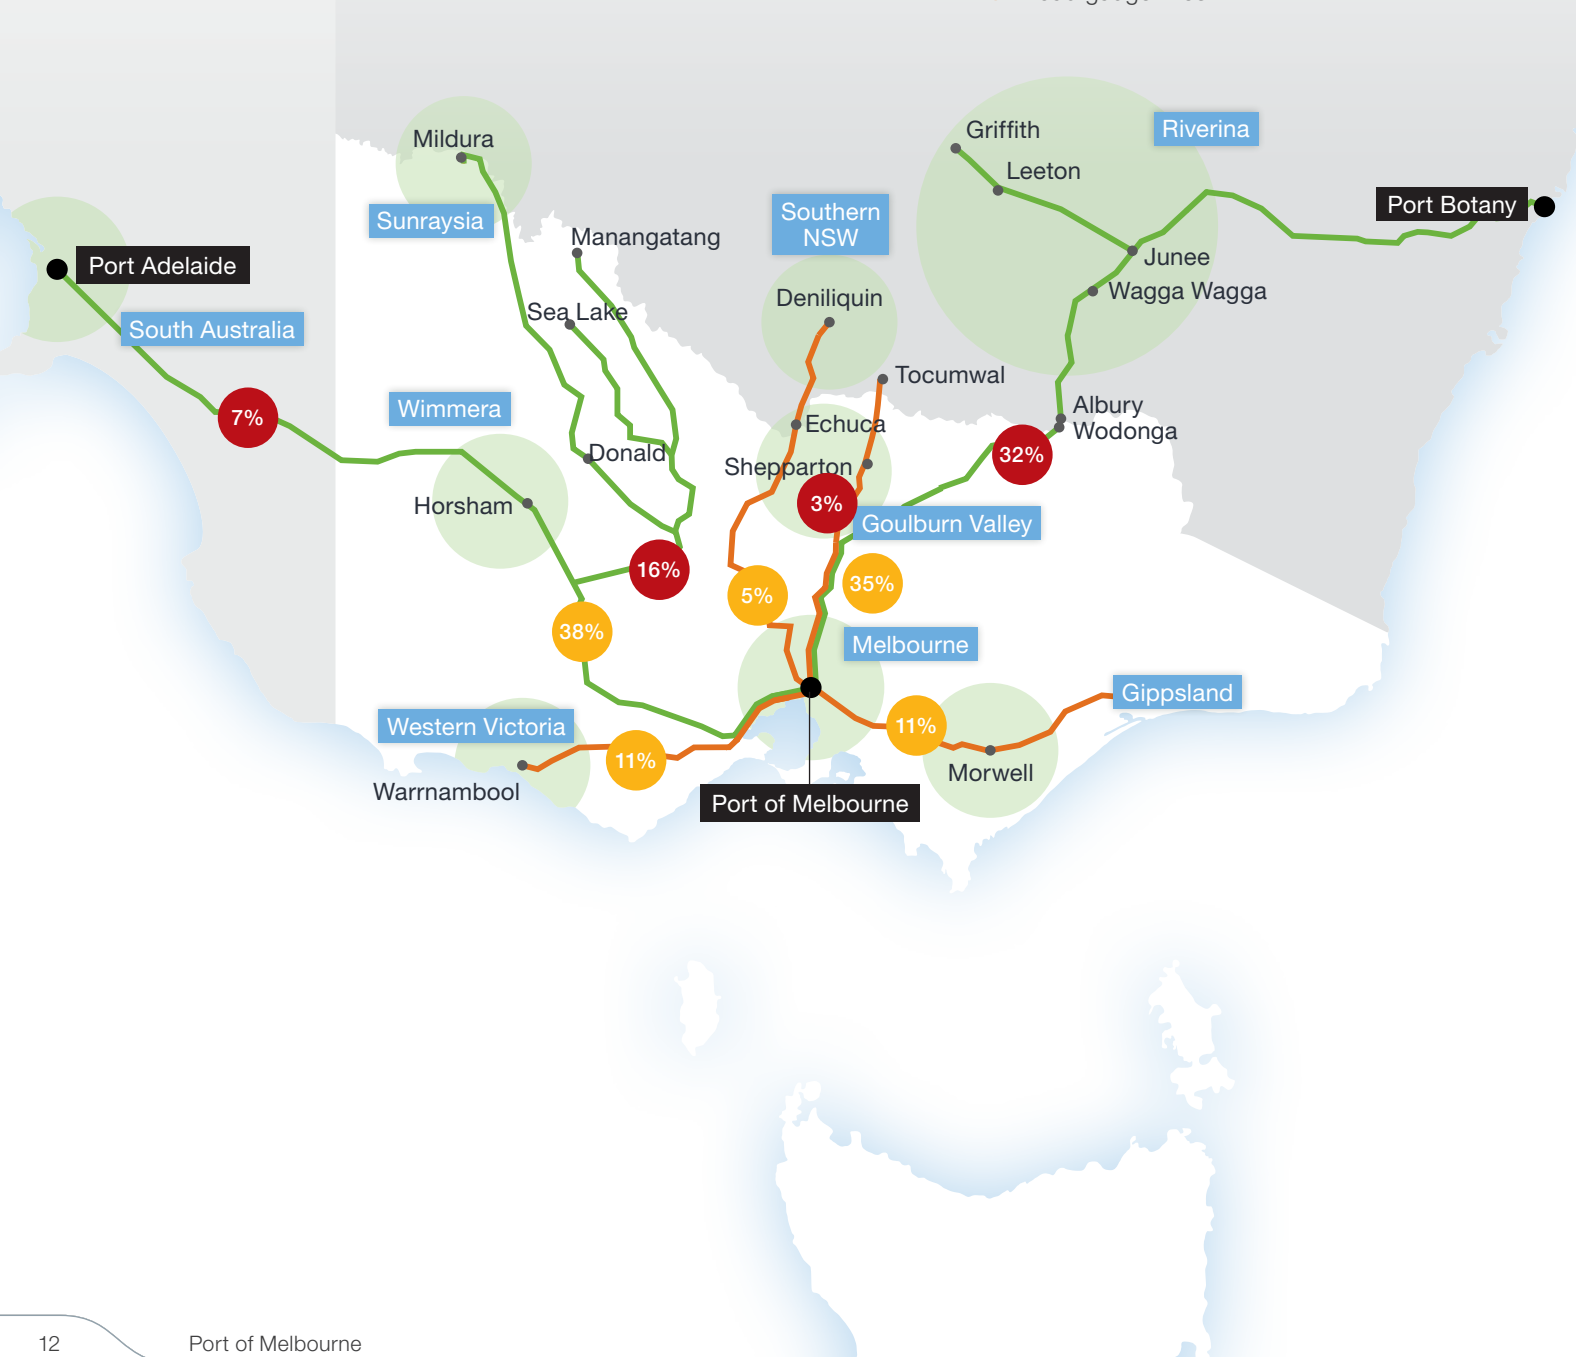 Mildura
Griffith
Riverina
Leeton
Port Botany
Sunraysia
Southern
NSW
Manangatang
Port Adelaide
Junee
Wagga Wagga
Deniliquin
Sea Lake
South Australia
Tocumwal
Wimmera
Albury
Wodonga
7%
Echuca
Donald
32%
Shepparton
Horsham
3%
Goulburn Valley
16%
5%
35%
38%
Melbourne
Gippsland
Western Victoria
11%
11%
Morwell
Warrnambool
Port of Melbourne
12
Port of Melbourne